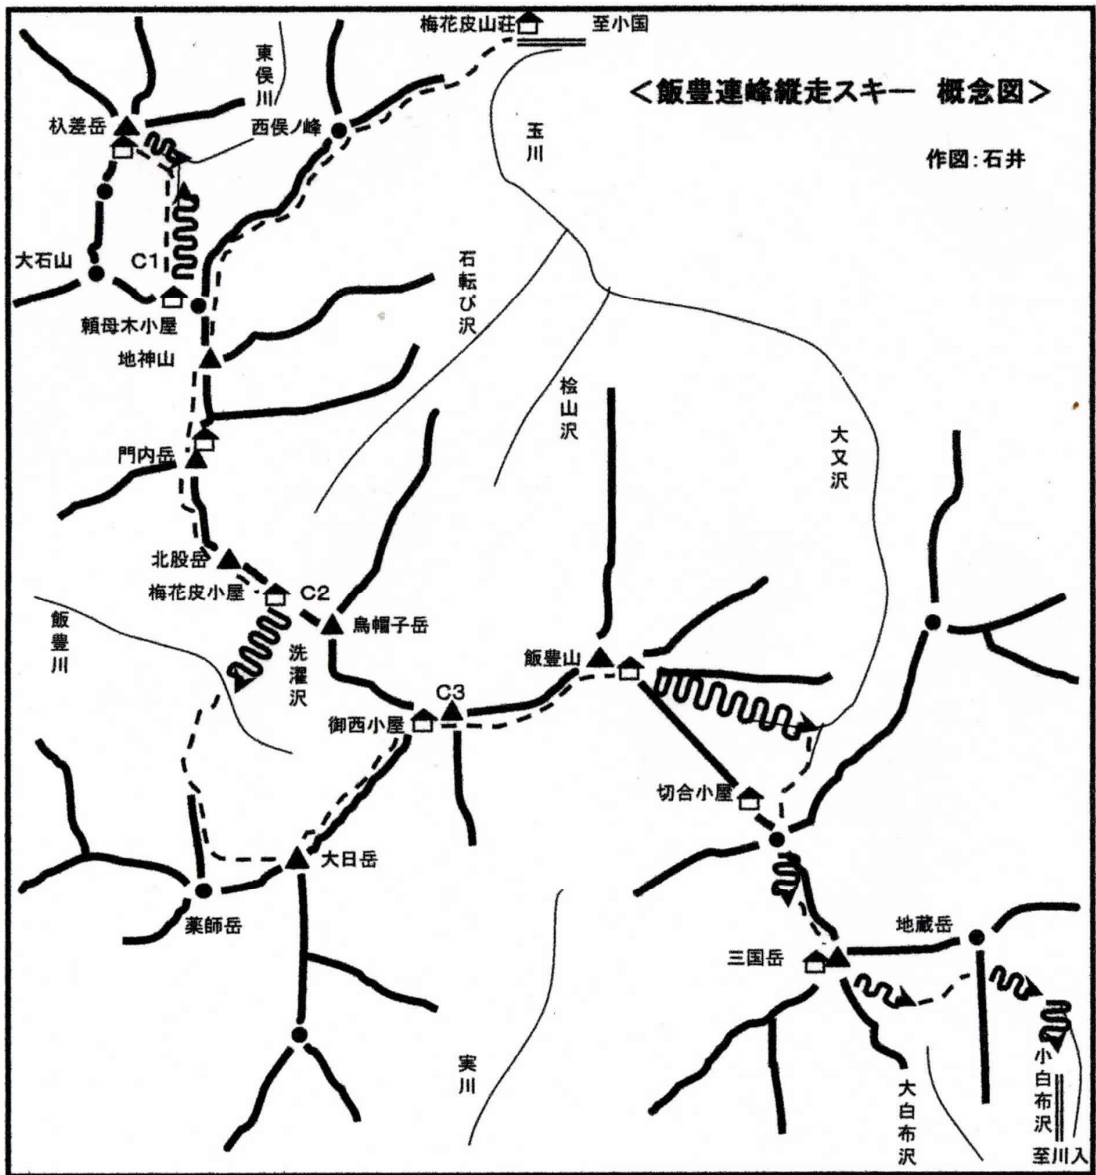 梅花皮山荘
至小国
<飯豊連峰縦走スキー 概念図>
作図:石井
東俣川
杁差岳
西俣ノ峰
玉川
大石山
C1
石転び沢
頼母木小屋
地神山
桧山沢
大又沢
門内岳
北股岳
梅花皮小屋
C2
烏帽子岳
飯豊川
洗濯沢
飯豊山
C3
御西小屋
切合小屋
大日岳
薬師岳
地蔵岳
三国岳
実川
大白布沢
小白布沢
至川入